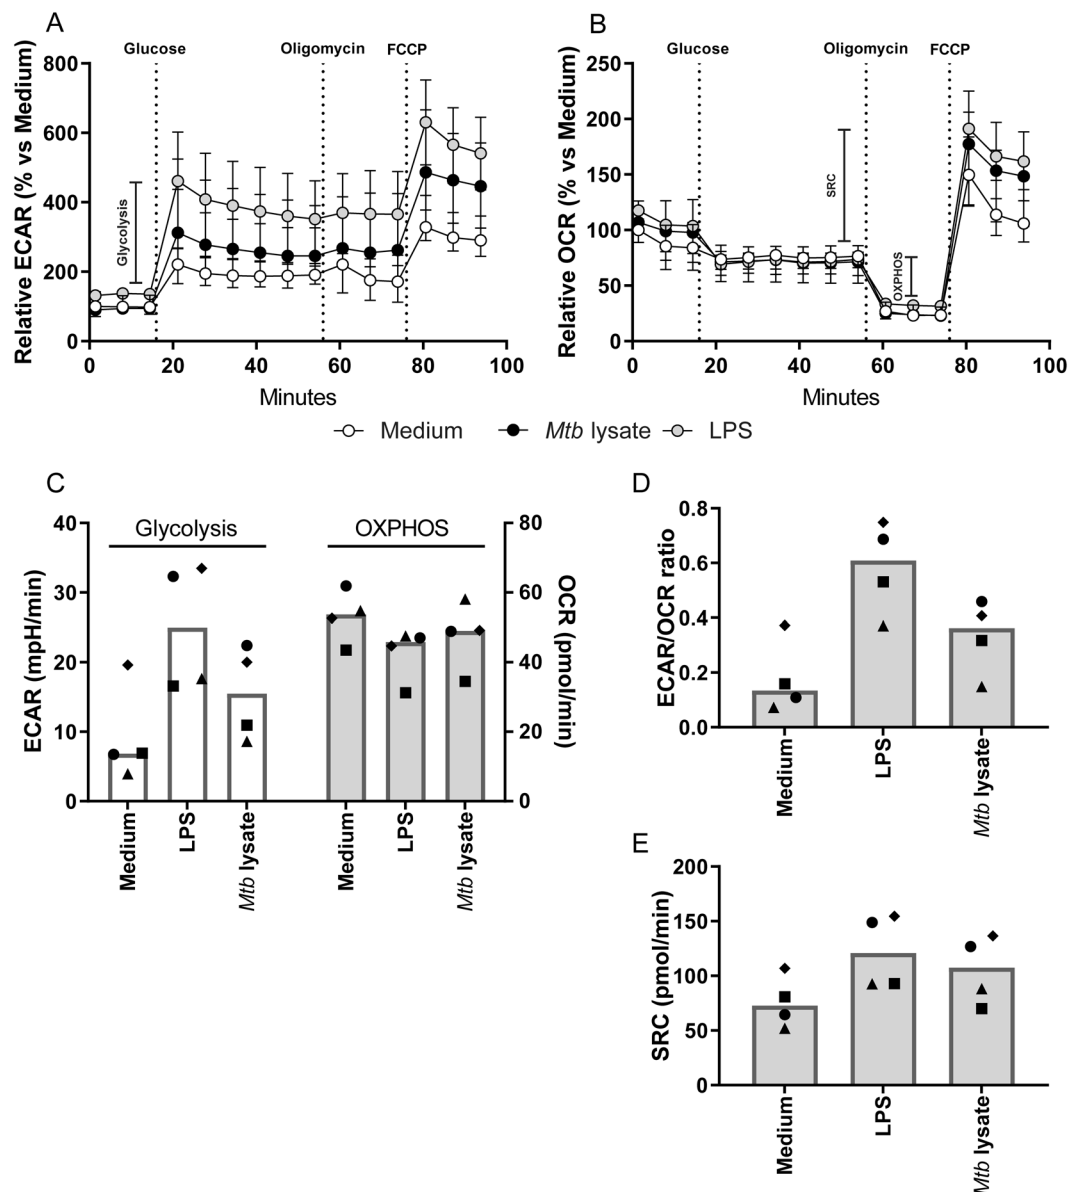 A
Glucose
Oligomycin
FCCP
Relative ECAR (% vs Medium)
800
600
400
200
0
Glycolysis
0 20 40 60 80 100
Minutes
B
Glucose
Oligomycin
FCCP
Relative OCR (% vs Medium)
250
200
150
100
50
0
SRC
OXPHOS
0 20 40 60 80 100
Minutes
Medium
Mtb lysate
LPS
C
Glycolysis
OXPHOS
ECAR (mpH/min)
40
30
20
10
0
80
60
40
20
0
OCR (pmol/min)
Medium
LPS
Mtb lysate
Medium
LPS
Mtb lysate
D
ECAR/OCR ratio
0.8
0.6
0.4
0.2
0.0
Medium
LPS
Mtb lysate
E
SRC (pmol/min)
200
150
100
50
0
Medium
LPS
Mtb lysate